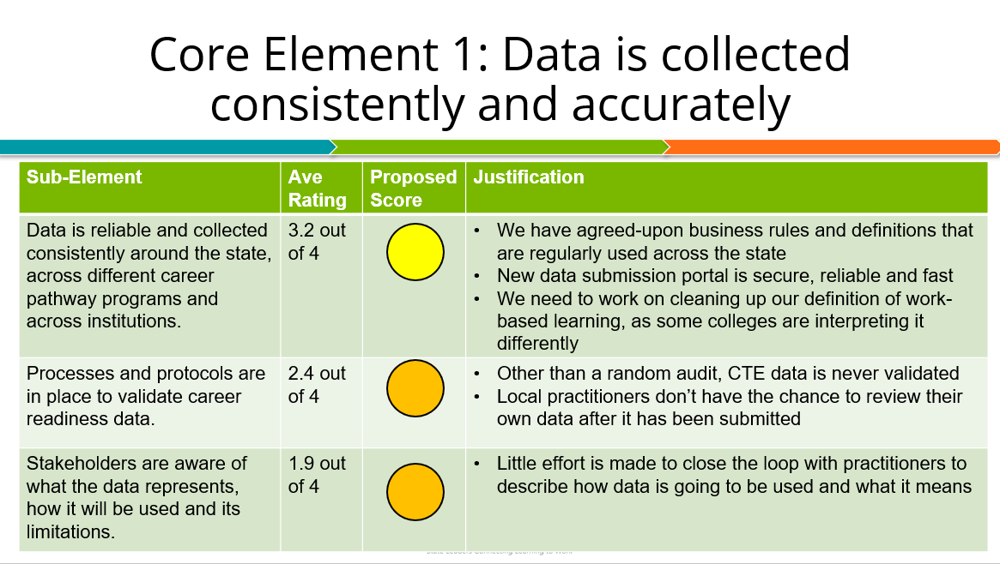 Core Element 1: Data is collected
consistently and accurately
Sub-Element
Ave
Rating
Proposed
Score
Justification
Data is reliable and collected
consistently around the state,
across different career
pathway programs and
across institutions.
3.2 out
of 4
• We have agreed-upon business rules and definitions that
are regularly used across the state
• New data submission portal is secure, reliable and fast
• We need to work on cleaning up our definition of work-
based learning, as some colleges are interpreting it
differently
Processes and protocols are
in place to validate career
readiness data.
2.4 out
of 4
• Other than a random audit, CTE data is never validated
• Local practitioners don’t have the chance to review their
own data after it has been submitted
Stakeholders are aware of
what the data represents,
how it will be used and its
limitations.
1.9 out
of 4
• Little effort is made to close the loop with practitioners to
describe how data is going to be used and what it means
State Leaders Connecting Learning to Work